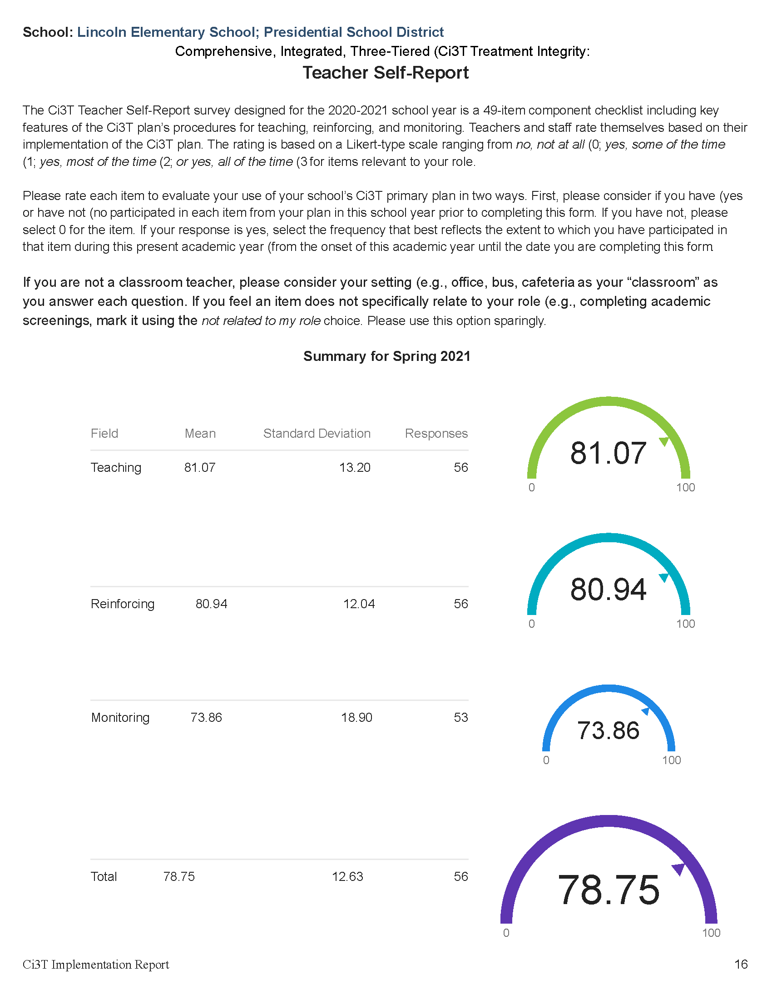 School: Lincoln Elementary School; Presidential School District
Comprehensive, Integrated, Three-Tiered (Ci3T Treatment Integrity:
Teacher Self-Report
The Ci3T Teacher Self-Report survey designed for the 2020-2021 school year is a 49-item component checklist including key
features of the Ci3T plan’s procedures for teaching, reinforcing, and monitoring. Teachers and staff rate themselves based on their
implementation of the Ci3T plan. The rating is based on a Likert-type scale ranging from no, not at all (0; yes, some of the time
(1; yes, most of the time (2; or yes, all of the time (3 for items relevant to your role.
Please rate each item to evaluate your use of your school’s Ci3T primary plan in two ways. First, please consider if you have (yes
or have not (no participated in each item from your plan in this school year prior to completing this form. If you have not, please
select 0 for the item. If your response is yes, select the frequency that best reflects the extent to which you have participated in
that item during this present academic year (from the onset of this academic year until the date you are completing this form.
If you are not a classroom teacher, please consider your setting (e.g., office, bus, cafeteria as your “classroom” as
you answer each question. If you feel an item does not specifically relate to your role (e.g., completing academic
screenings, mark it using the not related to my role choice. Please use this option sparingly.
Summary for Spring 2021
Field Mean Standard Deviation Responses
Teaching 81.07 13.20 56
81.07
0 100
Reinforcing 80.94 12.04 56
80.94
0 100
Monitoring 73.86 18.90 53
73.86
0 100
Total 78.75 12.63 56
78.75
0 100
Ci3T Implementation Report 16